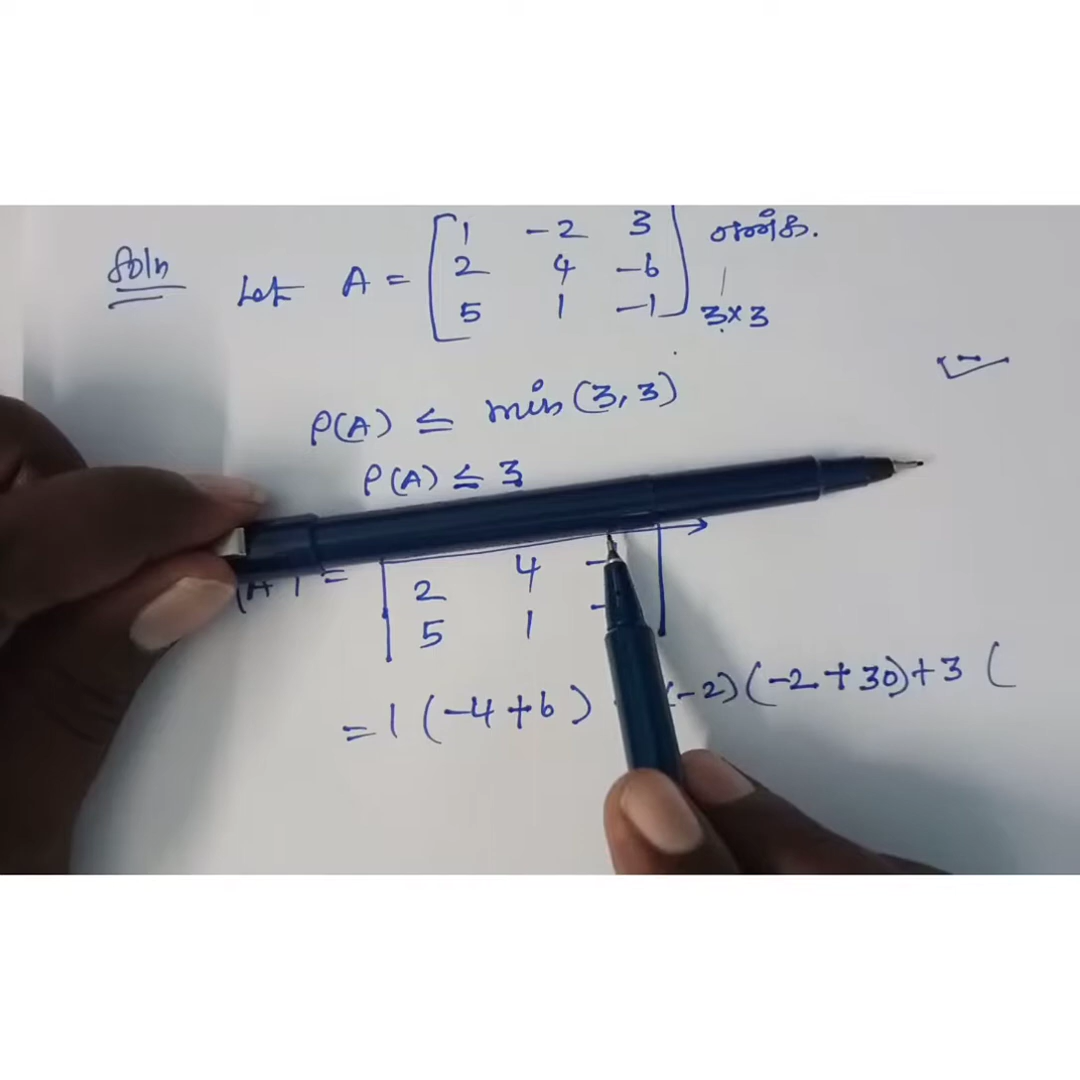 Soln Let A = [ 1 -2 3 என்க.
2 4 -6
5 1 -1 ] 3×3
ρ(A) ≤ min (3, 3)
ρ(A) ≤ 3
|A| = | 2 4 -
5 1 - |
= 1 (-4+6) (-2) (-2+30) + 3 (